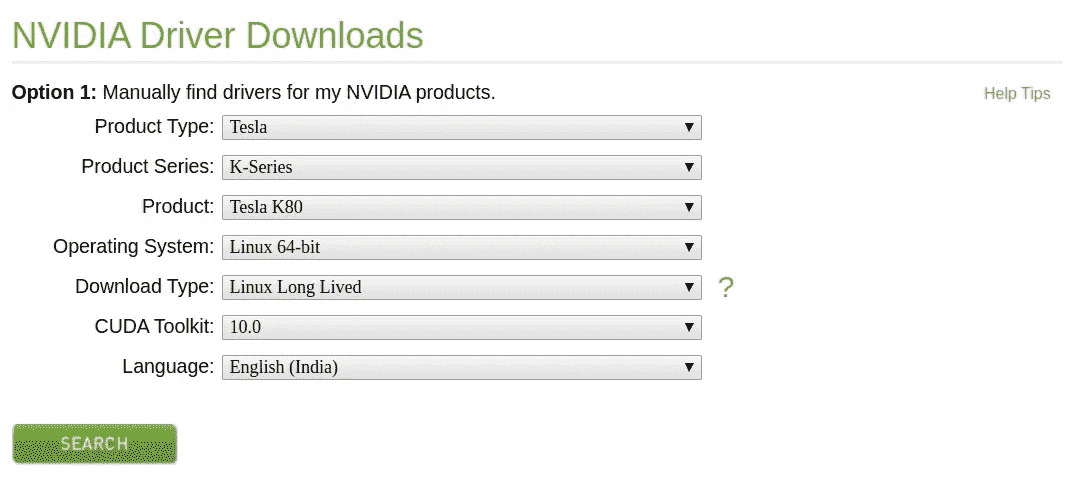 NVIDIA Driver Downloads
Option 1: Manually find drivers for my NVIDIA products.
Help Tips
Product Type: Tesla
Product Series: K-Series
Product: Tesla K80
Operating System: Linux 64-bit
Download Type: Linux Long Lived ?
CUDA Toolkit: 10.0
Language: English (India)
SEARCH